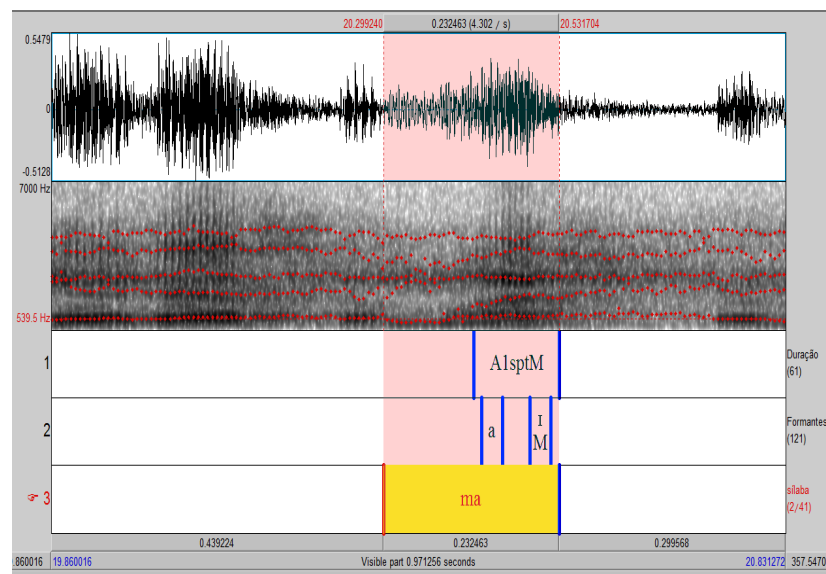 20.299240 0.232463 (4.302 / s) 20.531704
0.5479
0
-0.5128
7000 Hz
539.5 Hz
1 A1sptM Duração
(61)
2 a ɪ Formantes
M (121)
☞ 3 ma sílaba
(2/41)
0.439224 0.232463 0.299568
.860016 19.860016 Visible part 0.971256 seconds 20.831272 357.5470